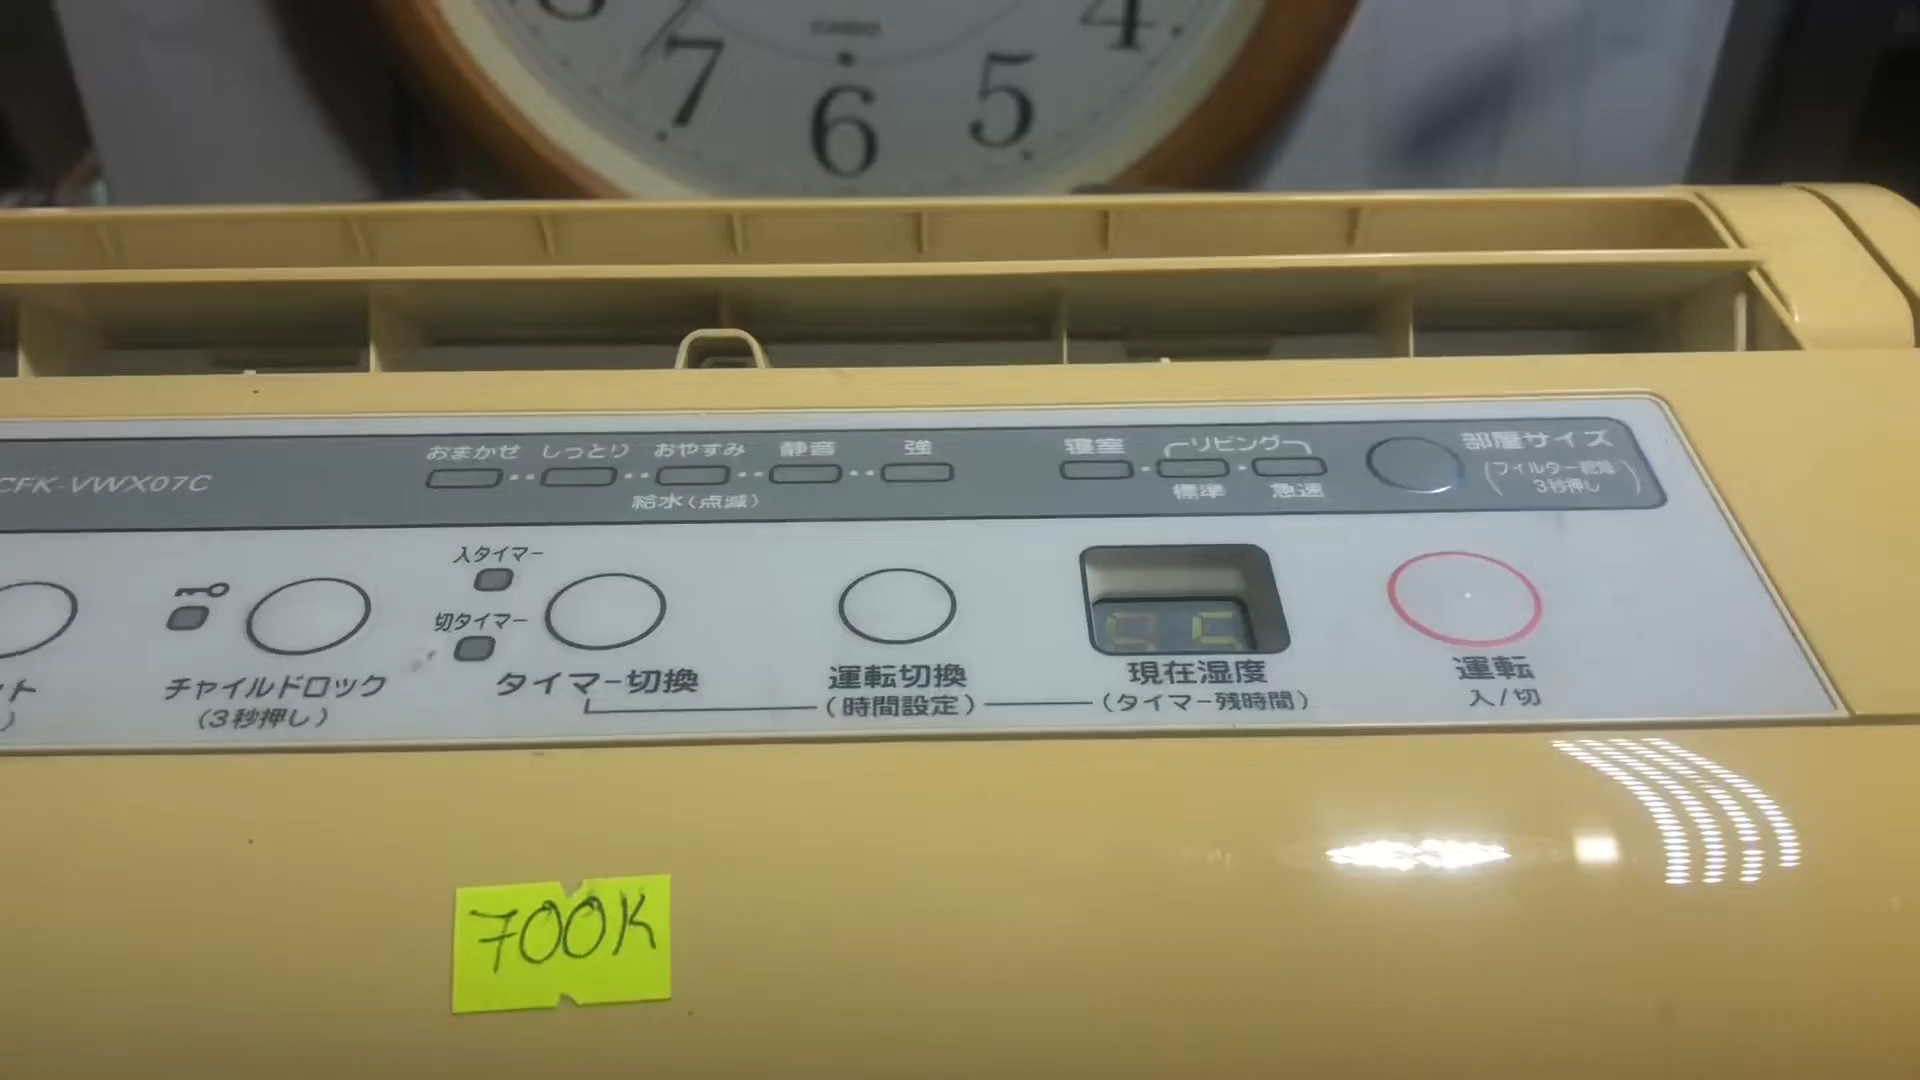 7
6
5
4
CASIO
CFK-VWX07C
おまかせ しっとり おやすみ 静音 強
給水(点滅)
寝室 リビング
標準 急速
部屋サイズ
(フィルター乾燥
3秒押し)
入タイマー
切タイマー
チャイルドロック
(3秒押し)
タイマー切換
運転切換
(時間設定)
現在湿度
(タイマー残時間)
運転
入/切
700K